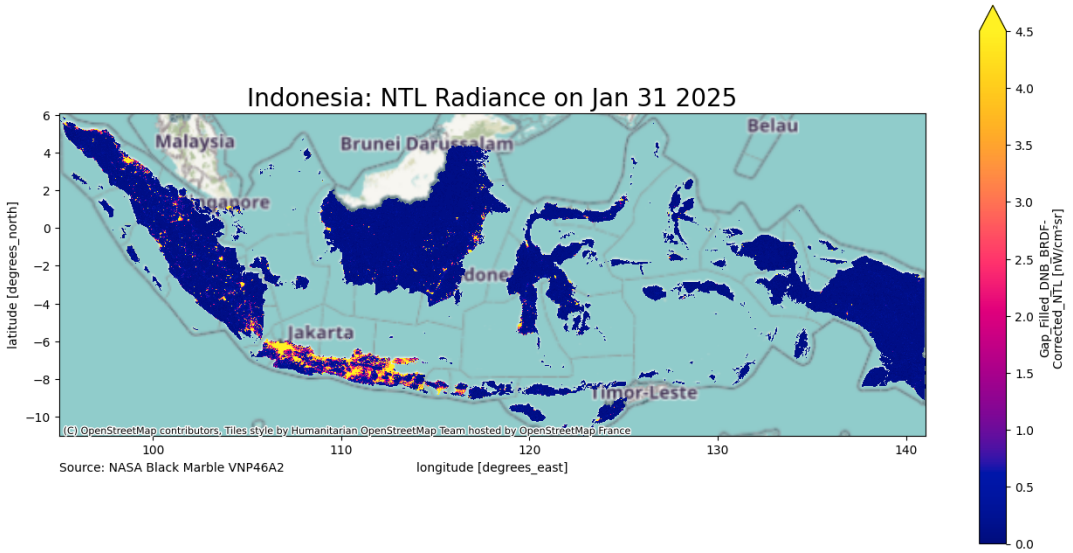 Indonesia: NTL Radiance on Jan 31 2025
Malaysia
Brunei Darussalam
Belau
Jakarta
Timor-Leste
6
4
2
0
−2
−4
−6
−8
−10
latitude [degrees_north]
(C) OpenStreetMap contributors, Tiles style by Humanitarian OpenStreetMap Team hosted by OpenStreetMap France
100
110
120
130
140
Source: NASA Black Marble VNP46A2
longitude [degrees_east]
4.5
4.0
3.5
3.0
2.5
2.0
1.5
1.0
0.5
0.0
Gap_Filled_DNB_BRDF-
Corrected_NTL [nW/cm²sr]